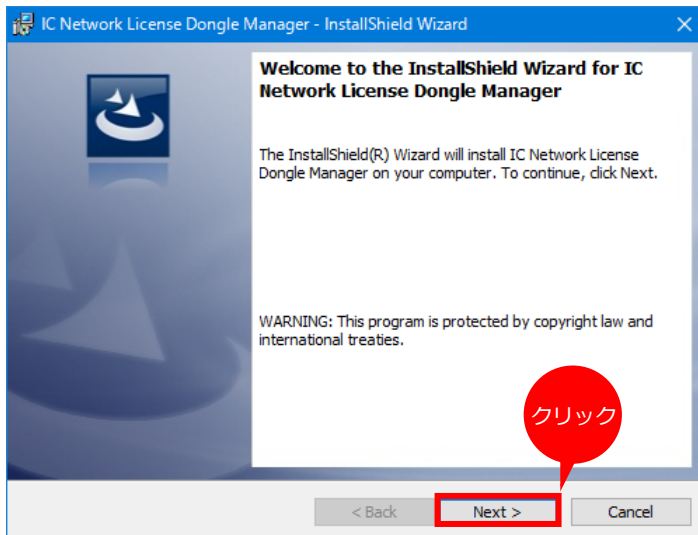 IC Network License Dongle Manager - InstallShield Wizard
Welcome to the InstallShield Wizard for IC
Network License Dongle Manager
The InstallShield(R) Wizard will install IC Network License
Dongle Manager on your computer. To continue, click Next.
WARNING: This program is protected by copyright law and
international treaties.
クリック
< Back
Next >
Cancel